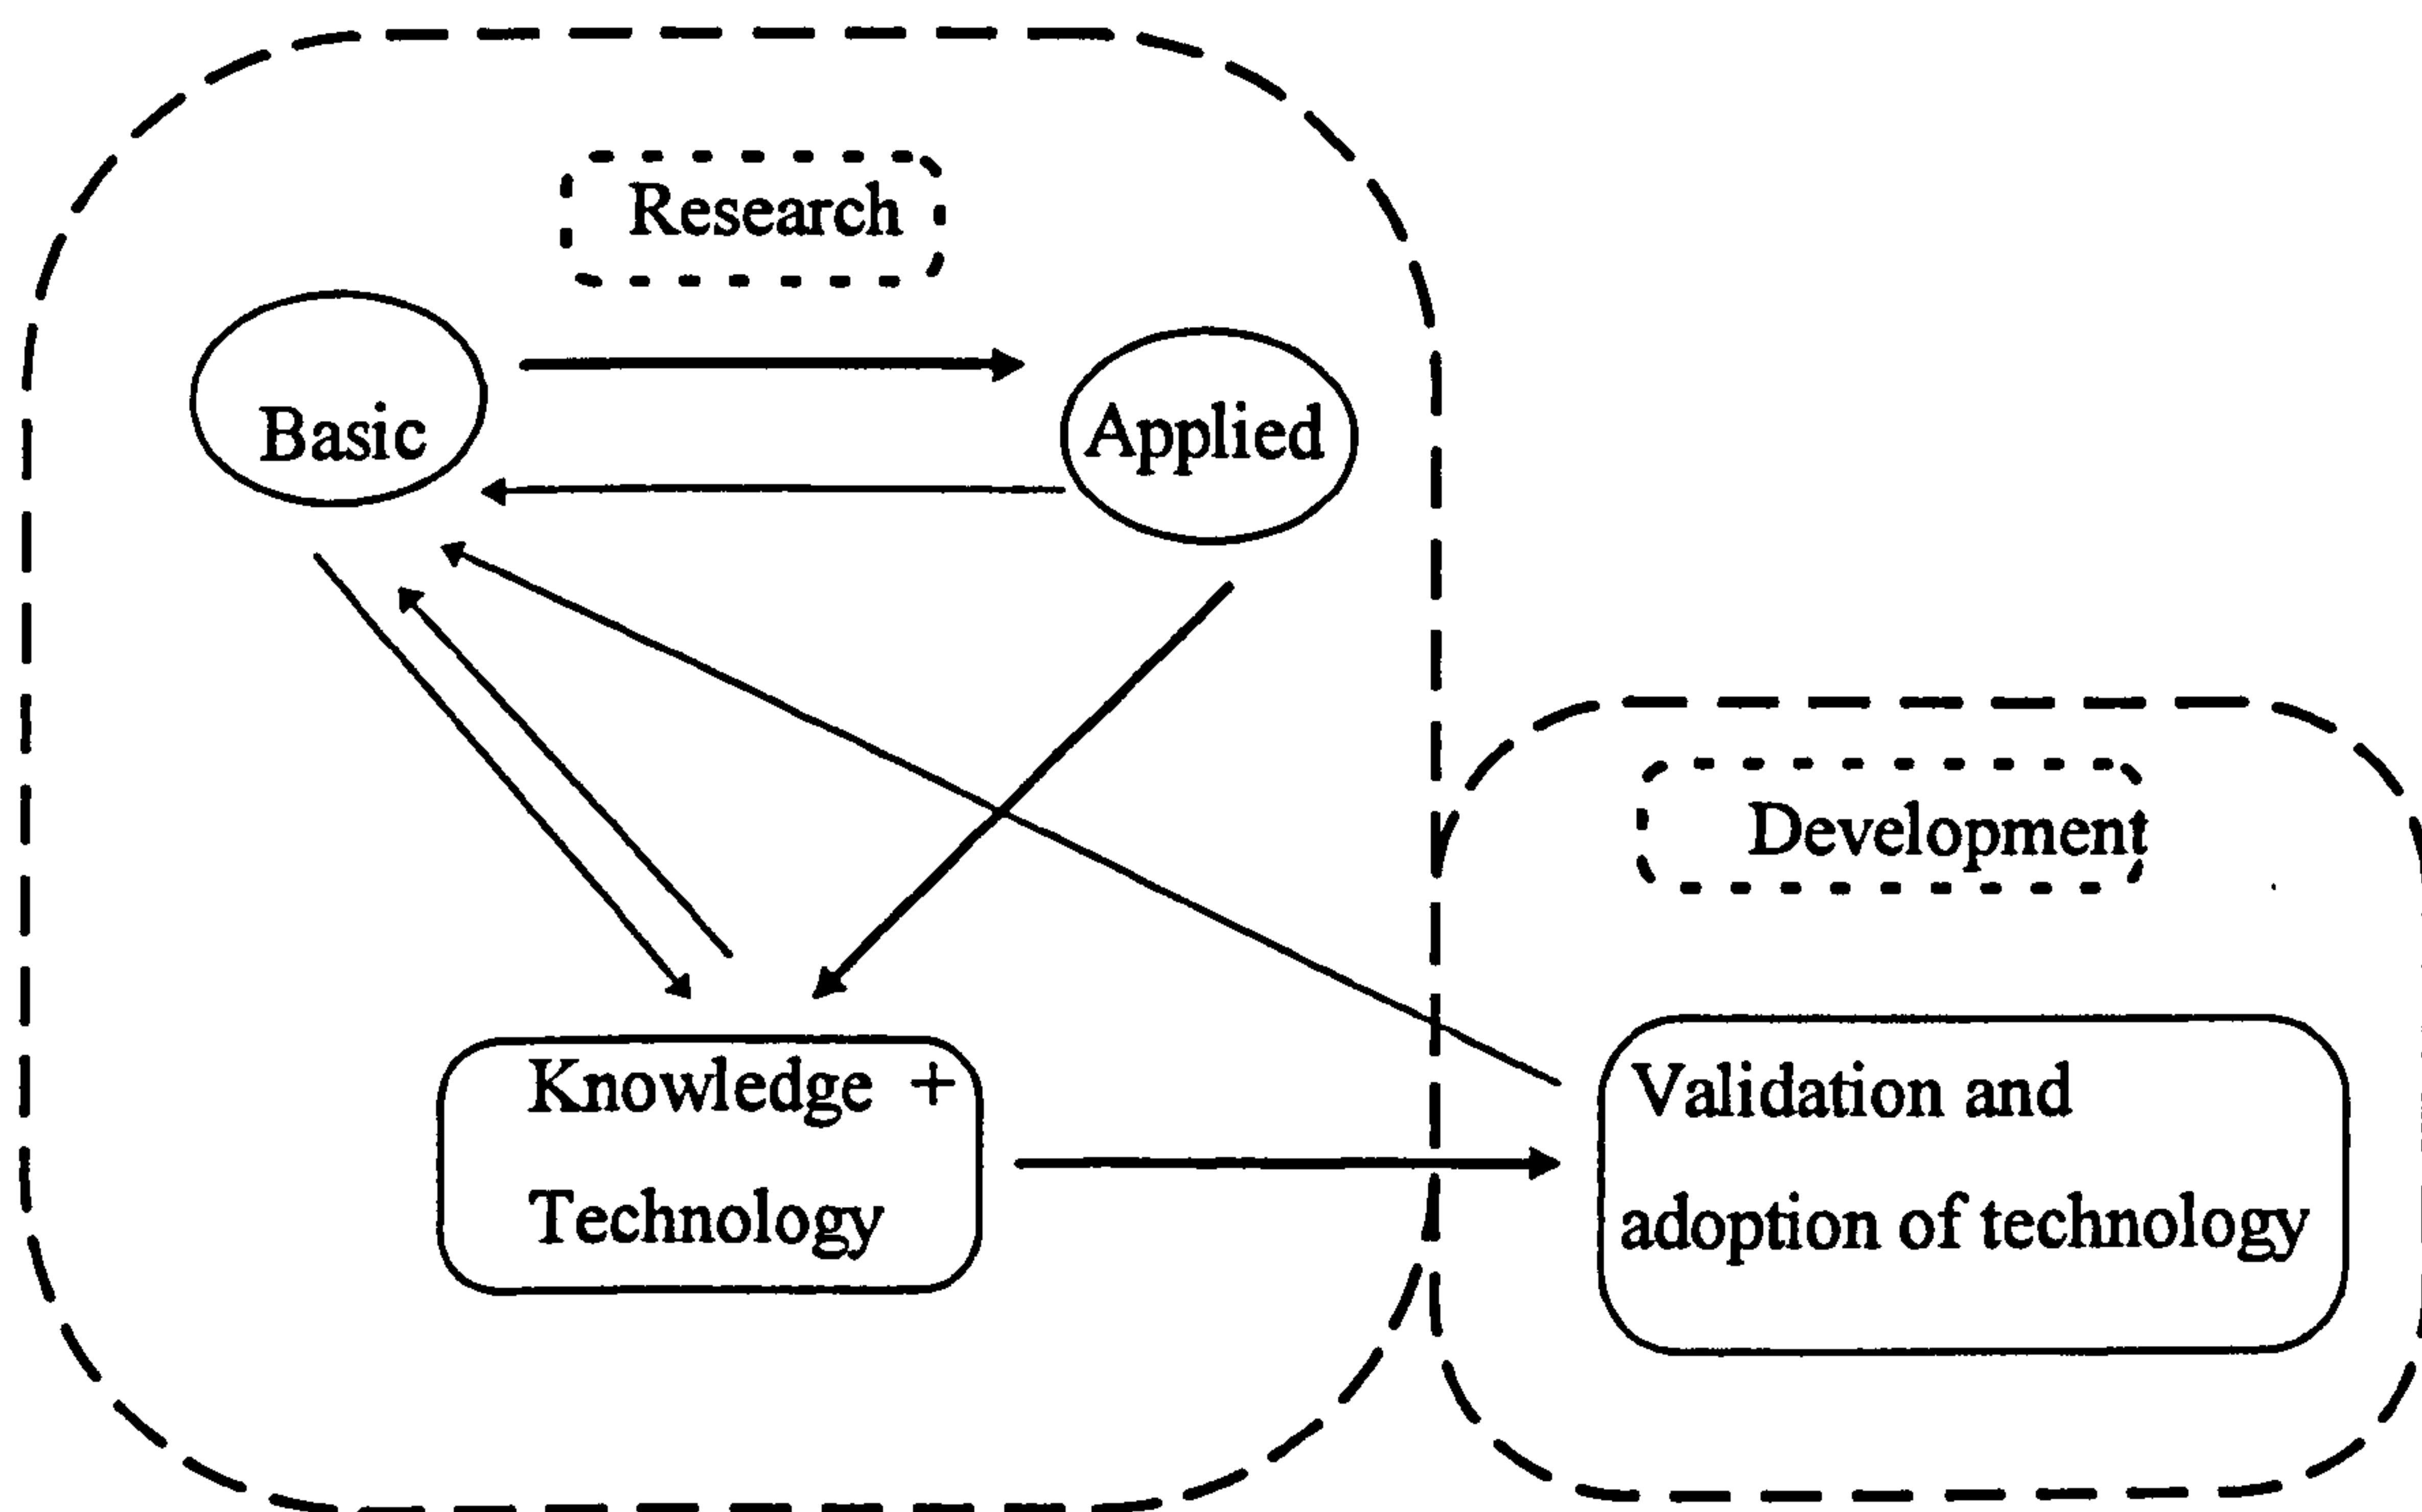 Research
Basic
Applied
Development
Knowledge +
Technology
Validation and
adoption of technology